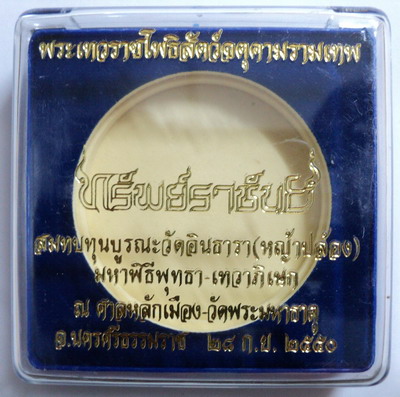 พระเทวราชโพธิสัตว์จตุคามรามเทพ
ทรัพย์ราชันย์
สมทบทุนบูรณะวัดอินธารา(หญ้าปล้อง)
มหาพิธีพุทธา-เทวาภิเษก
ณ ศาลหลักเมือง-วัดพระมหาธาตุ
จ.นครศรีธรรมราช ๒๘ ก.ย. ๒๕๕๐